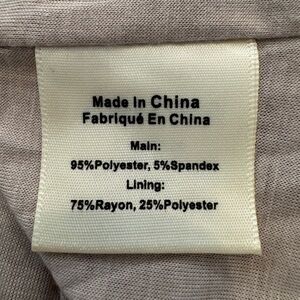 Made In China
Fabriqué En China
Main:
95%Polyester, 5%Spandex
Lining:
75%Rayon, 25%Polyester